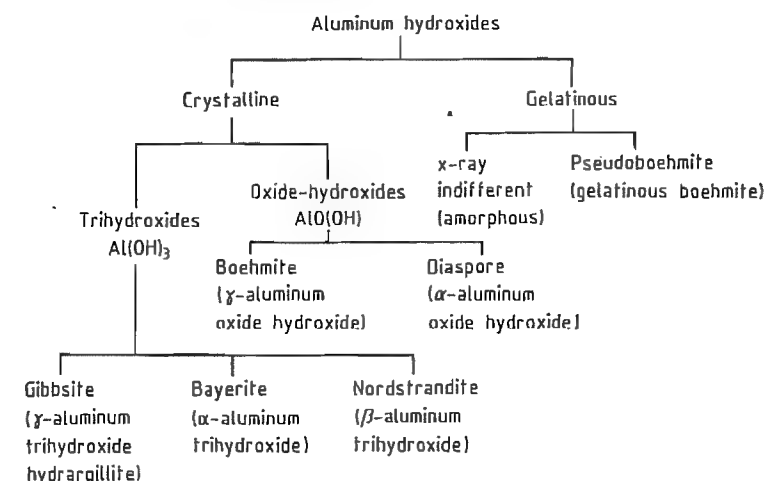 Aluminum hydroxides
Crystalline
Gelatinous
x-ray
indifferent
(amorphous)
Pseudoboehmite
(gelatinous boehmite)
Oxide-hydroxides
AlO(OH)
Trihydroxides
Al(OH)₃
Boehmite
(γ-aluminum
oxide hydroxide)
Diaspore
(α-aluminum
oxide hydroxide)
Gibbsite
(γ-aluminum
trihydroxide
hydrargillite)
Bayerite
(α-aluminum
trihydroxide)
Nordstrandite
(β-aluminum
trihydroxide)